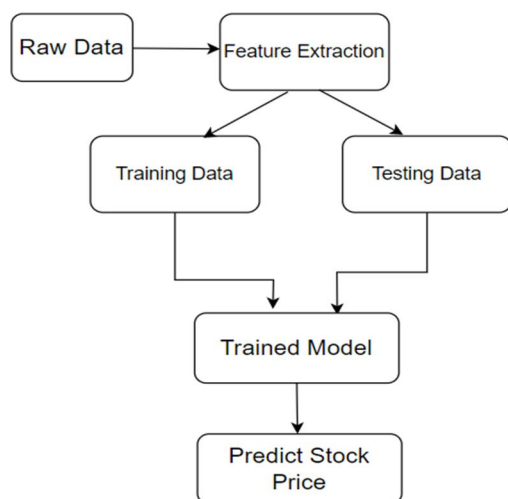 Raw Data
Feature Extraction
Training Data
Testing Data
Trained Model
Predict Stock
Price